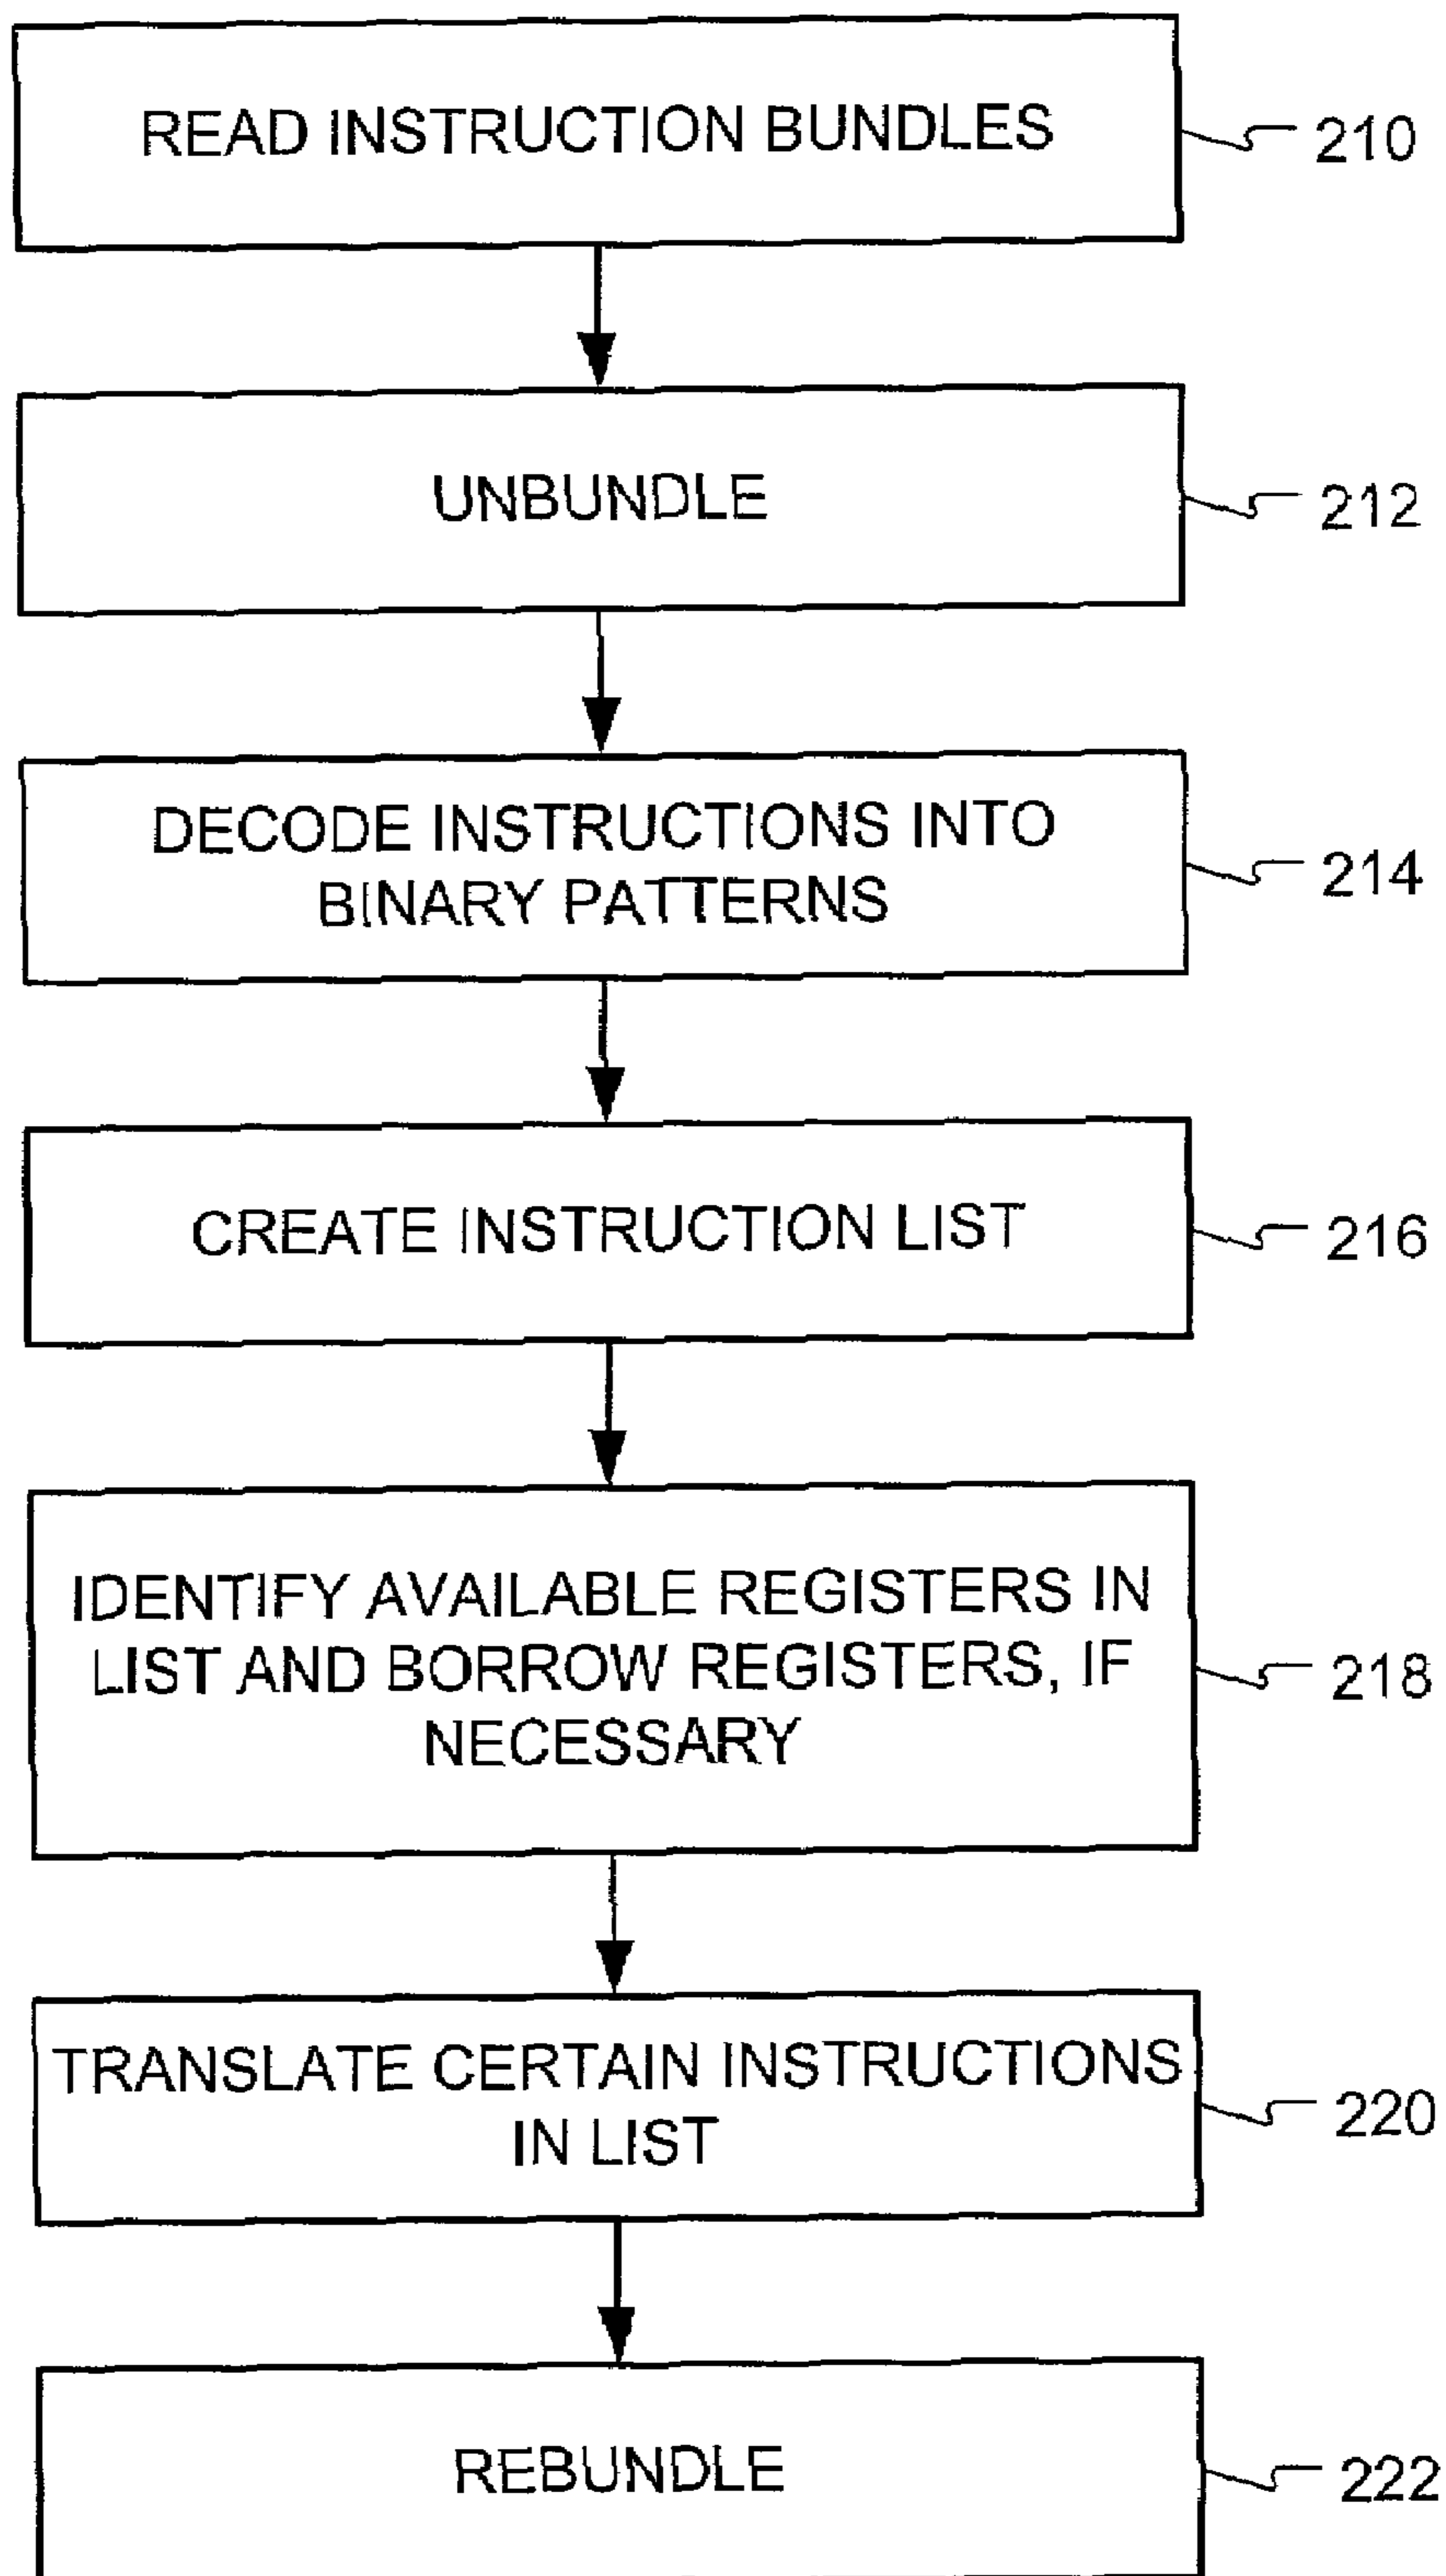 READ INSTRUCTION BUNDLES
210
UNBUNDLE
212
DECODE INSTRUCTIONS INTO
BINARY PATTERNS
214
CREATE INSTRUCTION LIST
216
IDENTIFY AVAILABLE REGISTERS IN
LIST AND BORROW REGISTERS, IF
NECESSARY
218
TRANSLATE CERTAIN INSTRUCTIONS
IN LIST
220
REBUNDLE
222